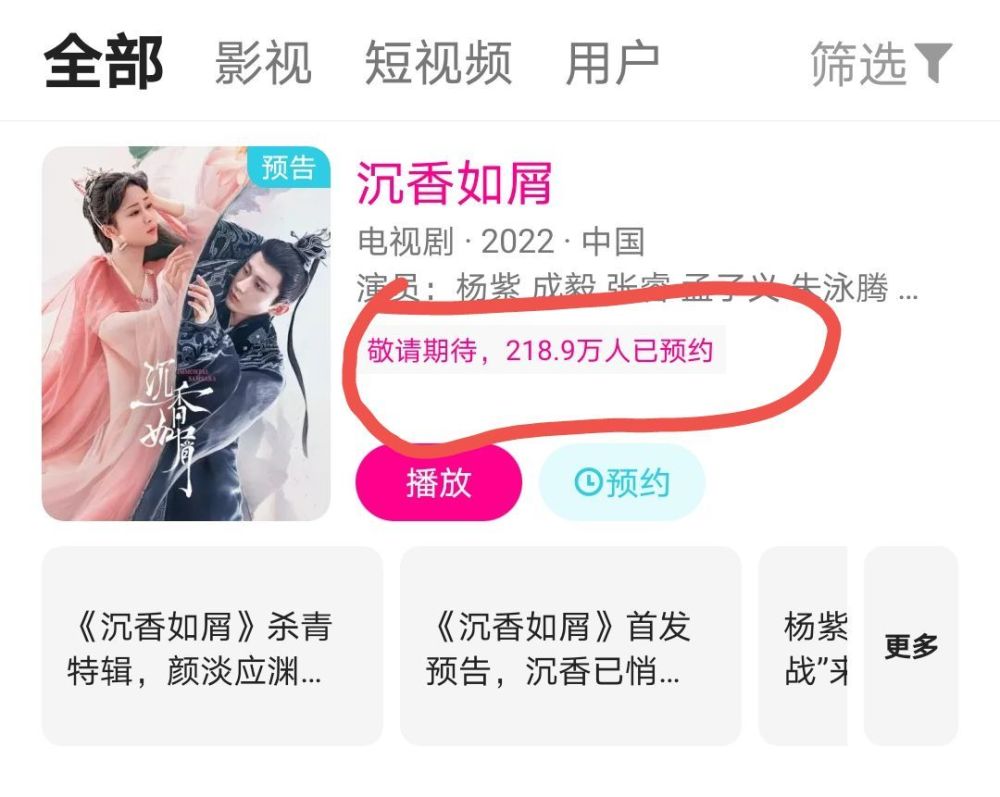 全部 影视 短视频 用户 筛选
预告
沉香如屑
IMMORTAL SAMSARA
沉香如屑
电视剧 · 2022 · 中国
演员：杨紫 成毅 张睿 孟子义 朱泳腾 ...
敬请期待，218.9万人已预约
播放 预约
《沉香如屑》杀青
特辑，颜淡应渊...
《沉香如屑》首发
预告，沉香已悄...
杨紫
战”来
更多